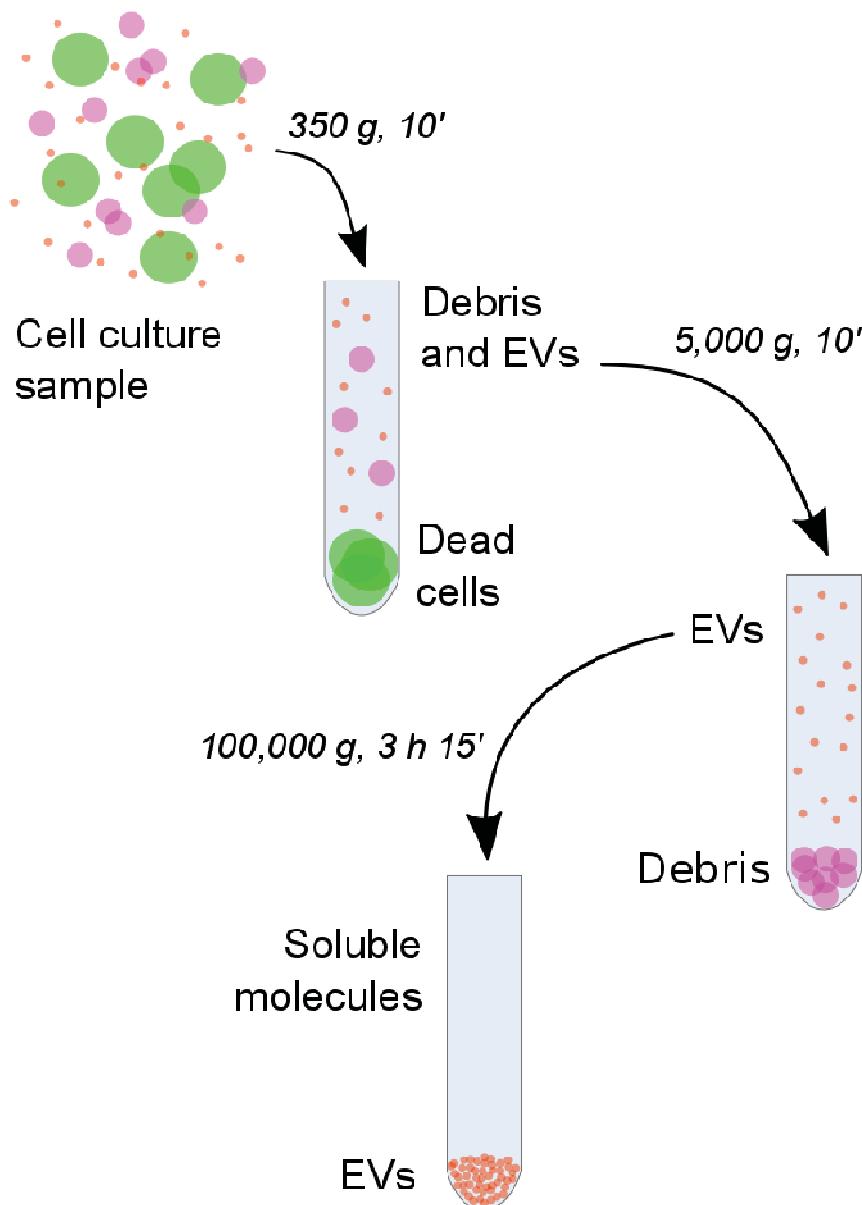 350 g, 10'
Cell culture
sample
Debris
and EVs
5,000 g, 10'
Dead
cells
EVs
100,000 g, 3 h 15'
Debris
Soluble
molecules
EVs